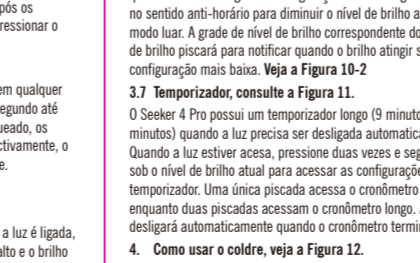 pós os
ressionar o
em qualquer
egundo até
ueado, os
ctivamente, o
e.
a luz é ligada,
alto e o brilho
no sentido anti-horário para diminuir o nível de brilho a
modo luar. A grade de nível de brilho correspondente do
de brilho piscará para notificar quando o brilho atingir s
configuração mais baixa. Veja a Figura 10-2
3.7 Temporizador, consulte a Figura 11.
O Seeker 4 Pro possui um temporizador longo (9 minuto
minutos) quando a luz precisa ser desligada automatica
Quando a luz estiver acesa, pressione duas vezes e seg
sob o nível de brilho atual para acessar as configuraçõe
temporizador. Uma única piscada acessa o cronômetro
enquanto duas piscadas acessam o cronômetro longo.
desligará automaticamente quando o cronômetro termin
4. Como usar o coldre, veja a Figura 12.